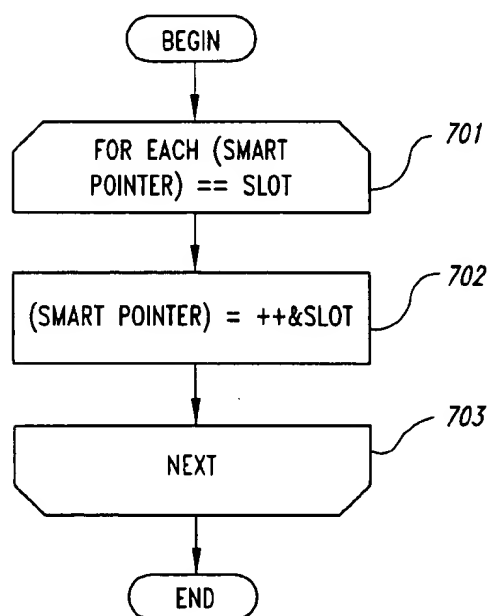 BEGIN
FOR EACH (SMART
POINTER) == SLOT
701
(SMART POINTER) = ++&SLOT
702
NEXT
703
END